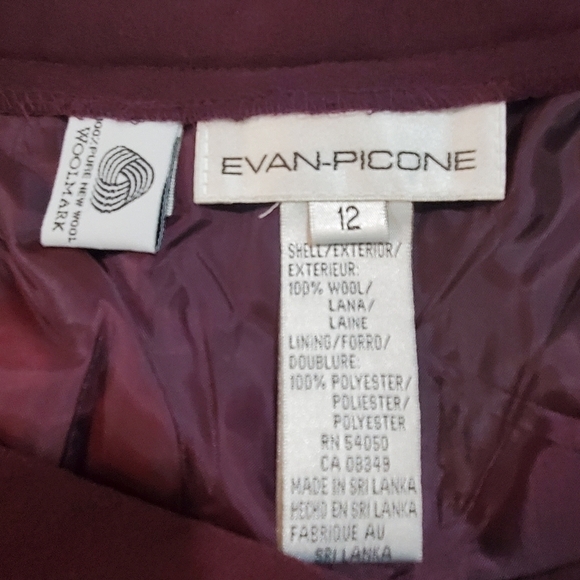 PURE NEW WOOL
WOOLMARK
EVAN-PICONE
12
SHELL/EXTERIOR/
EXTERIEUR:
100% WOOL/
LANA/
LAINE
LINING/FORRO/
DOUBLURE:
100% POLYESTER/
POLIESTER/
POLYESTER
RN 54050
CA 08349
MADE IN SRI LANKA
HECHO EN SRI LANKA
FABRIQUE AU
SRI LANKA